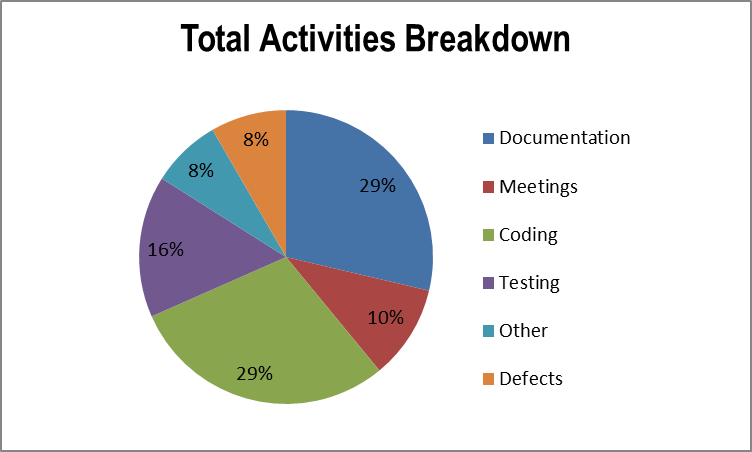 Total Activities Breakdown
8%
29%
8%
16%
10%
29%
Documentation
Meetings
Coding
Testing
Other
Defects